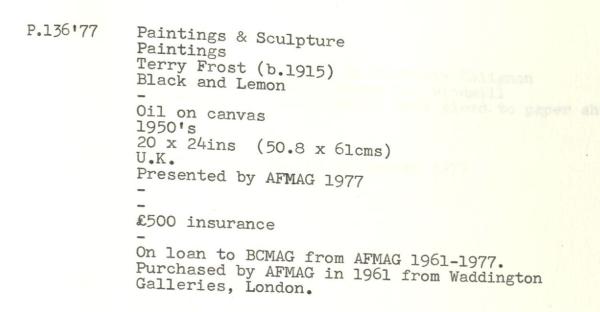 P.136'77 Paintings & Sculpture
Paintings
Terry Frost (b.1915)
Black and Lemon
-
Oil on canvas
1950's
20 x 24ins (50.8 x 61cms)
U.K.
Presented by AFMAG 1977
-
-
£500 insurance
-
On loan to BCMAG from AFMAG 1961-1977.
Purchased by AFMAG in 1961 from Waddington
Galleries, London.